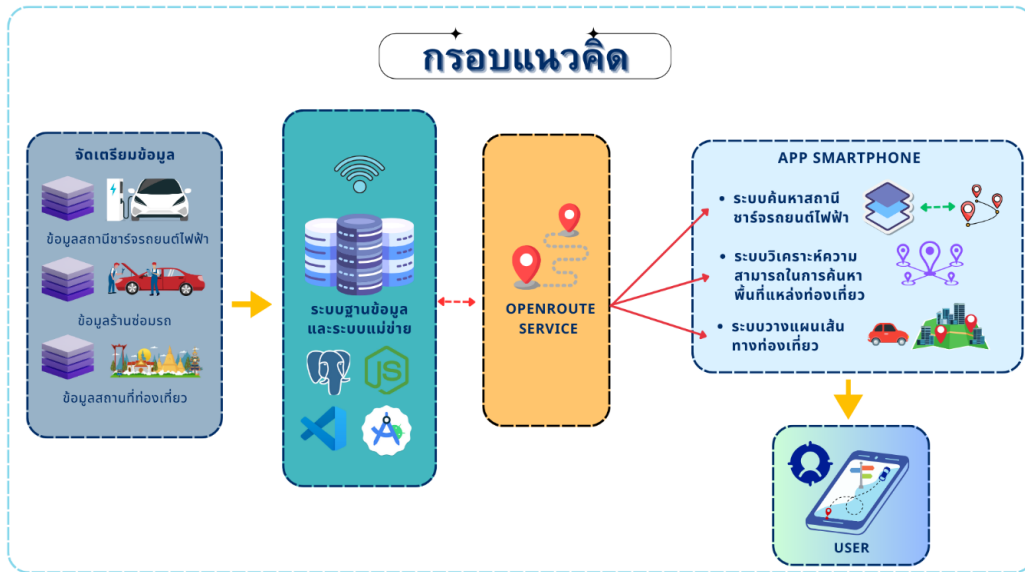 กรอบแนวคิด
จัดเตรียมข้อมูล
ข้อมูลสถานีชาร์จรถยนต์ไฟฟ้า
ข้อมูลร้านซ่อมรถ
ข้อมูลสถานที่ท่องเที่ยว
ระบบฐานข้อมูล
และระบบแม่ข่าย
JS
OPENROUTE
SERVICE
APP SMARTPHONE
• ระบบค้นหาสถานี
ชาร์จรถยนต์ไฟฟ้า
• ระบบวิเคราะห์ความ
สามารถในการค้นหา
พื้นที่แหล่งท่องเที่ยว
• ระบบวางแผนเส้น
ทางท่องเที่ยว
USER